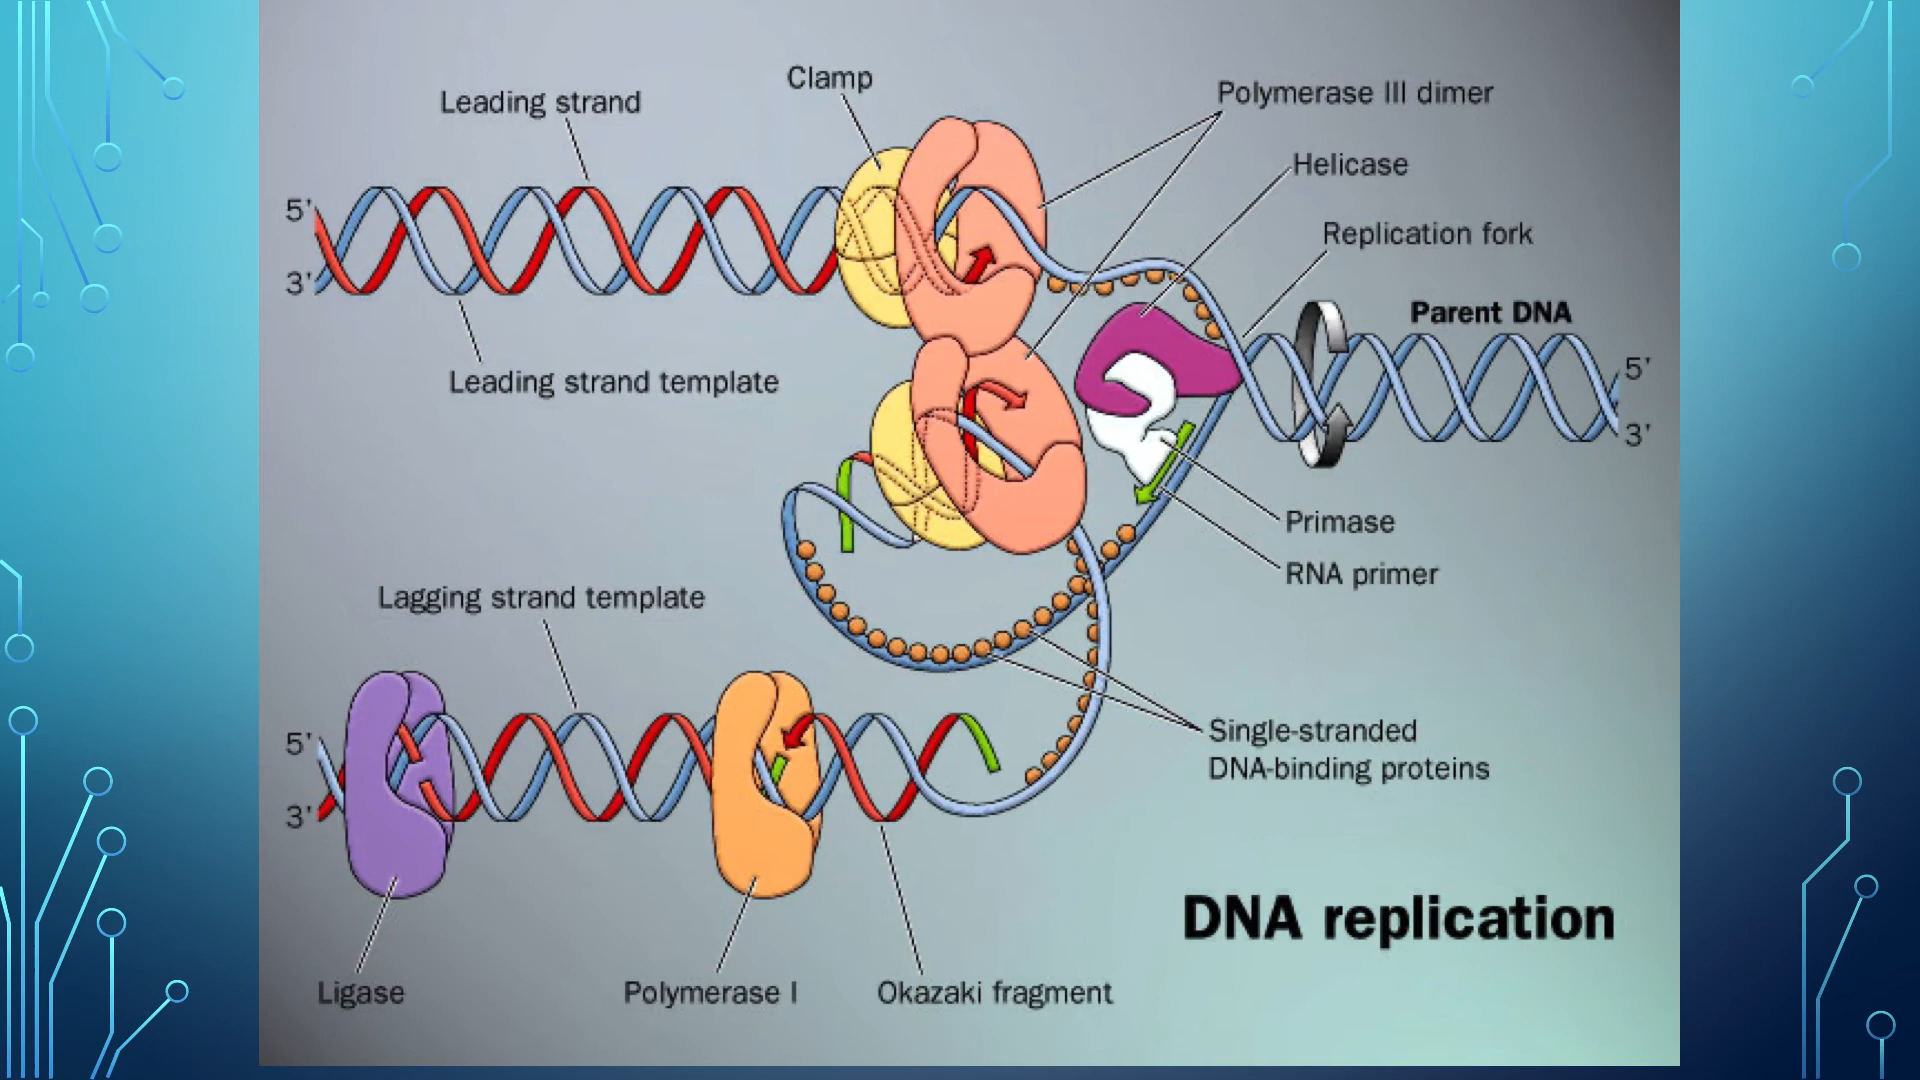 Clamp
Leading strand
Polymerase III dimer
Helicase
5'
Replication fork
3'
Parent DNA
Leading strand template
5'
3'
Primase
RNA primer
Lagging strand template
5'
Single-stranded
DNA-binding proteins
3'
DNA replication
Ligase
Polymerase I
Okazaki fragment